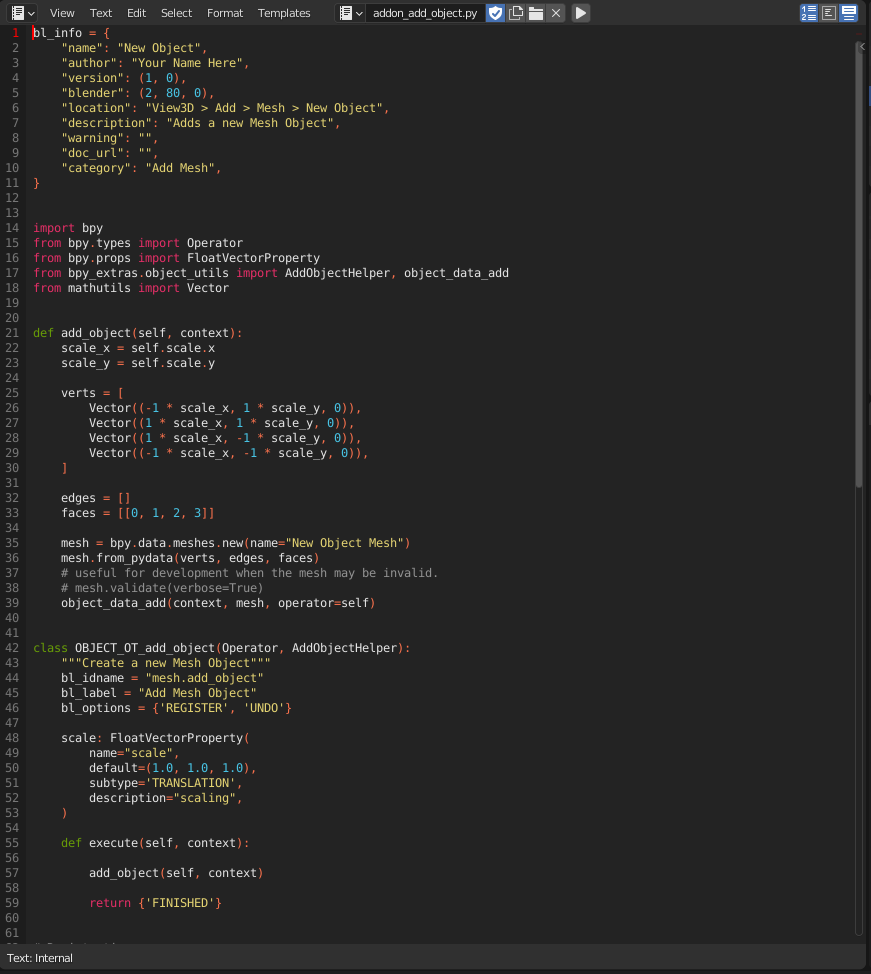 View Text Edit Select Format Templates addon_add_object.py
1 bl_info = {
2     "name": "New Object",
3     "author": "Your Name Here",
4     "version": (1, 0),
5     "blender": (2, 80, 0),
6     "location": "View3D > Add > Mesh > New Object",
7     "description": "Adds a new Mesh Object",
8     "warning": "",
9     "doc_url": "",
10     "category": "Add Mesh",
11 }
12
13
14 import bpy
15 from bpy.types import Operator
16 from bpy.props import FloatVectorProperty
17 from bpy_extras.object_utils import AddObjectHelper, object_data_add
18 from mathutils import Vector
19
20
21 def add_object(self, context):
22     scale_x = self.scale.x
23     scale_y = self.scale.y
24
25     verts = [
26         Vector((-1 * scale_x, 1 * scale_y, 0)),
27         Vector((1 * scale_x, 1 * scale_y, 0)),
28         Vector((1 * scale_x, -1 * scale_y, 0)),
29         Vector((-1 * scale_x, -1 * scale_y, 0)),
30     ]
31
32     edges = []
33     faces = [[0, 1, 2, 3]]
34
35     mesh = bpy.data.meshes.new(name="New Object Mesh")
36     mesh.from_pydata(verts, edges, faces)
37     # useful for development when the mesh may be invalid.
38     # mesh.validate(verbose=True)
39     object_data_add(context, mesh, operator=self)
40
41
42 class OBJECT_OT_add_object(Operator, AddObjectHelper):
43     """Create a new Mesh Object"""
44     bl_idname = "mesh.add_object"
45     bl_label = "Add Mesh Object"
46     bl_options = {'REGISTER', 'UNDO'}
47
48     scale: FloatVectorProperty(
49         name="scale",
50         default=(1.0, 1.0, 1.0),
51         subtype='TRANSLATION',
52         description="scaling",
53     )
54
55     def execute(self, context):
56
57         add_object(self, context)
58
59         return {'FINISHED'}
60
61
Text: Internal